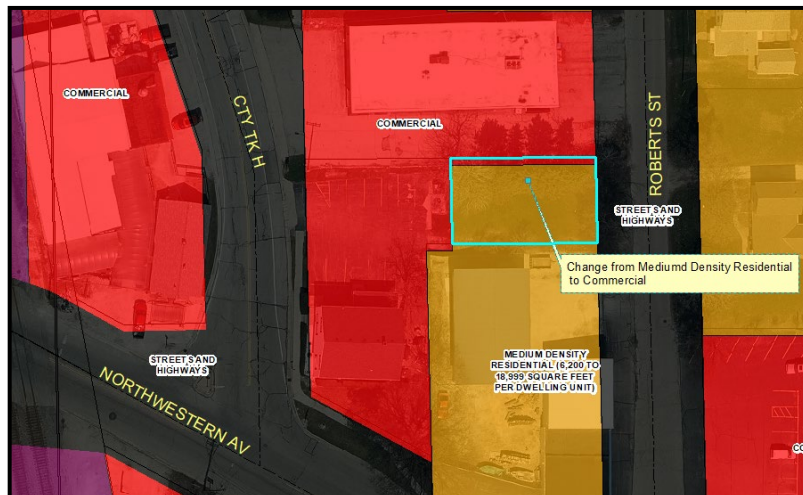 COMMERCIAL
CTY TK H
COMMERCIAL
ROBERTS ST
STREETS AND
HIGHWAYS
Change from Mediumd Density Residential
to Commercial
STREETS AND
HIGHWAYS
MEDIUM DENSITY
RESIDENTIAL (6,200 TO
18,999 SQUARE FEET
PER DWELLING UNIT)
NORTHWESTERN AV
CO